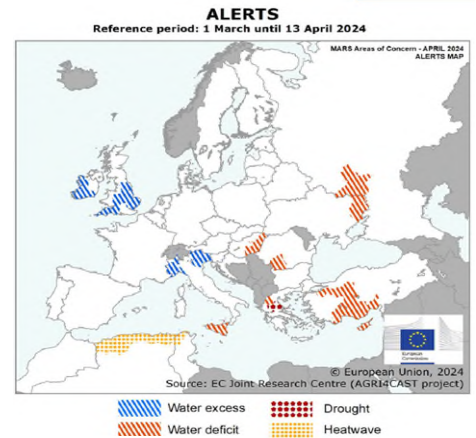 ALERTS
Reference period: 1 March until 13 April 2024
MARS Areas of Concern - APRIL 2024
ALERTS MAP
European
Commission
© European Union, 2024
Source: EC Joint Research Centre (AGRI4CAST project)
Water excess
Drought
Water deficit
Heatwave